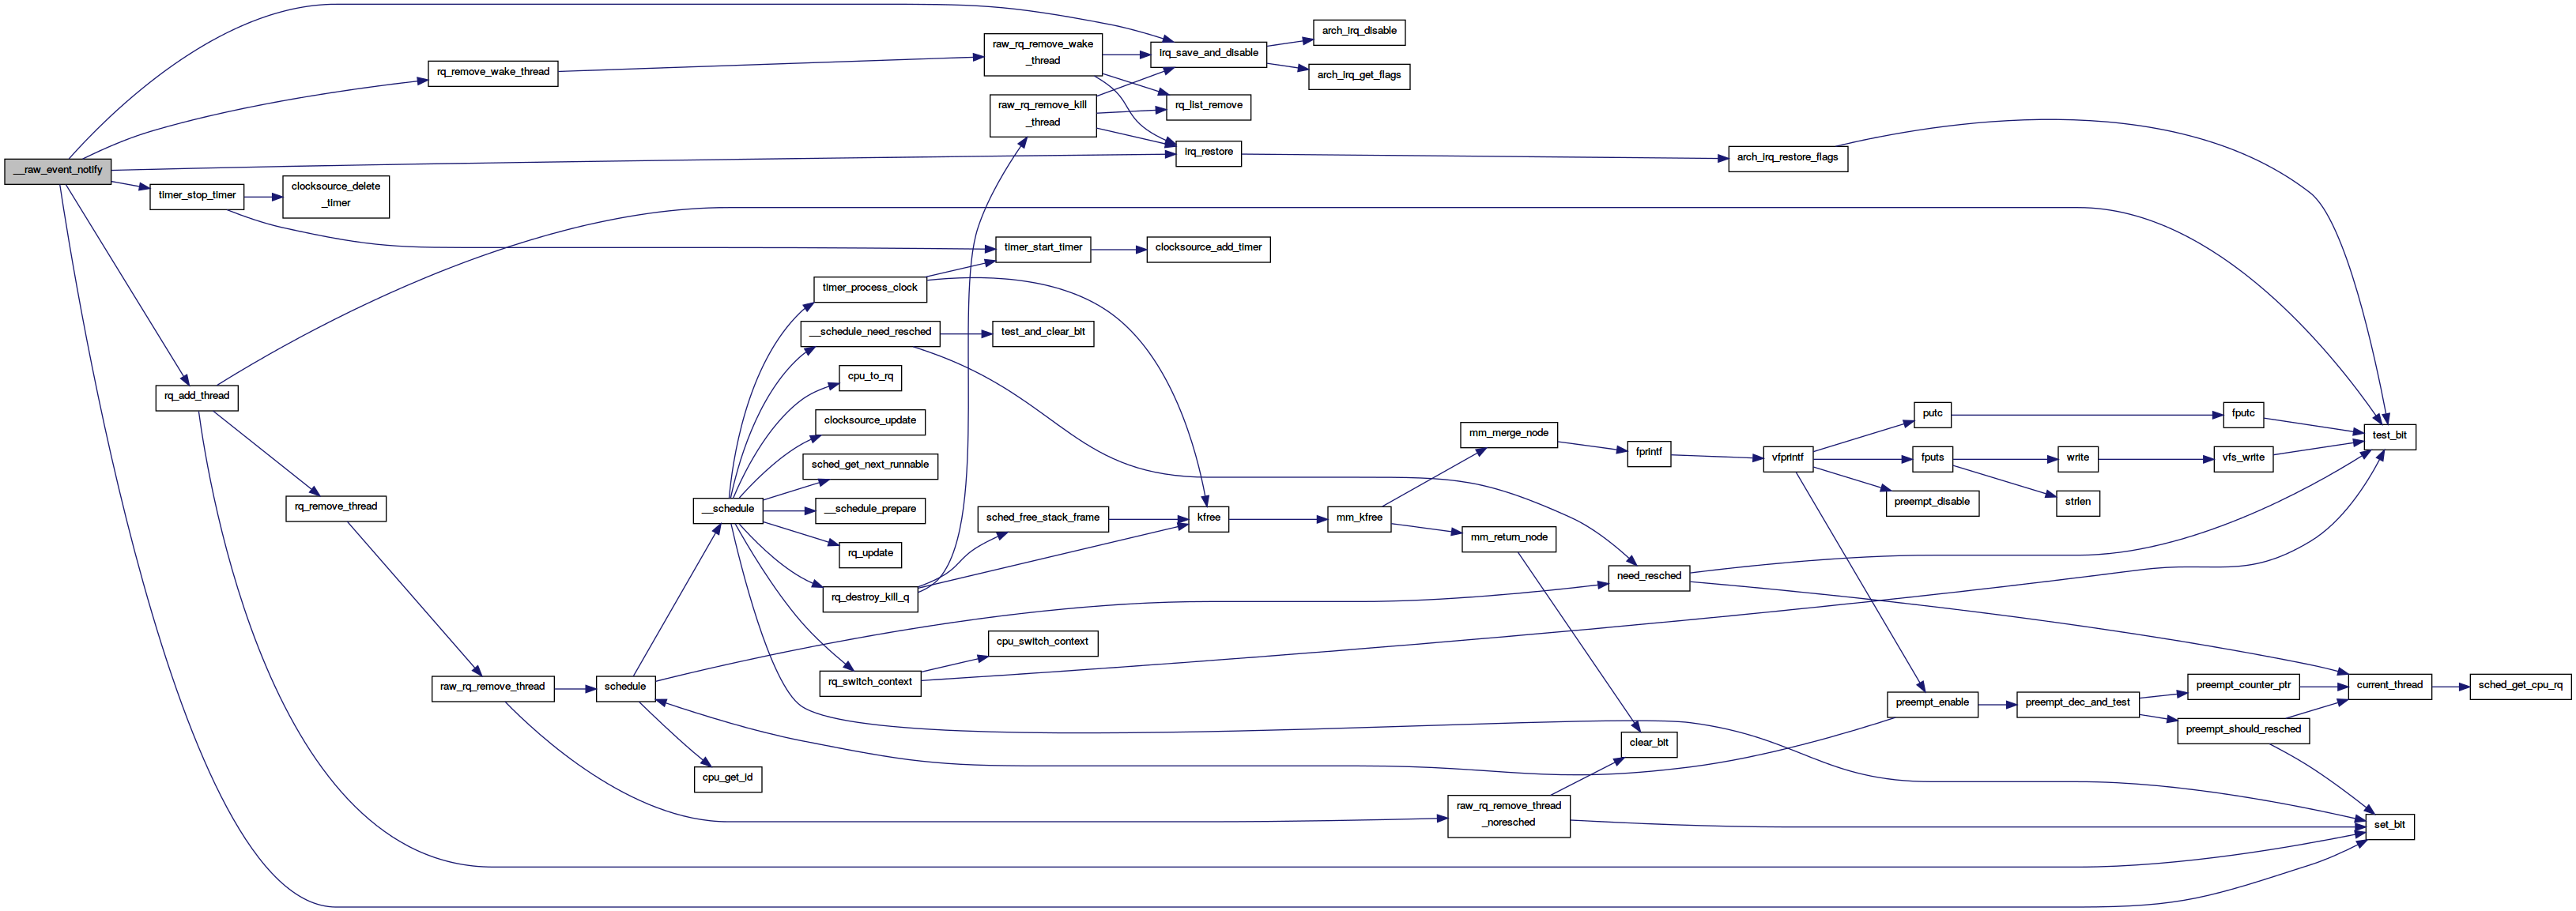 __raw_event_notify
rq_remove_wake_thread
timer_stop_timer
clocksource_delete
_timer
rq_add_thread
rq_remove_thread
raw_rq_remove_thread
schedule
__schedule
cpu_get_id
timer_process_clock
__schedule_need_resched
cpu_to_rq
clocksource_update
sched_get_next_runnable
__schedule_prepare
rq_update
rq_destroy_kill_q
rq_switch_context
raw_rq_remove_wake
_thread
raw_rq_remove_kill
_thread
timer_start_timer
test_and_clear_bit
sched_free_stack_frame
cpu_switch_context
irq_save_and_disable
rq_list_remove
irq_restore
clocksource_add_timer
kfree
arch_irq_disable
arch_irq_get_flags
mm_kfree
mm_merge_node
mm_return_node
raw_rq_remove_thread
_noresched
fprintf
need_resched
clear_bit
arch_irq_restore_flags
vfprintf
putc
fputs
preempt_disable
preempt_enable
write
strlen
preempt_dec_and_test
fputc
vfs_write
preempt_counter_ptr
preempt_should_resched
test_bit
current_thread
set_bit
sched_get_cpu_rq